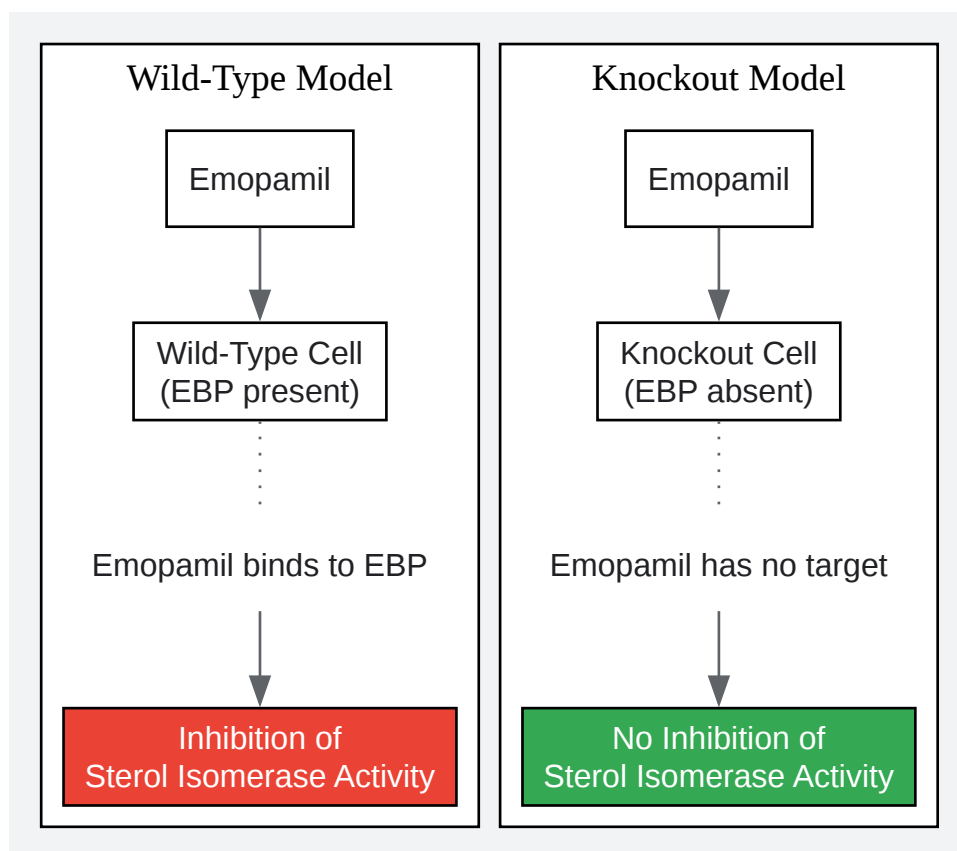 Wild-Type Model
Emopamil
Wild-Type Cell
(EBP present)
Emopamil binds to EBP
Inhibition of
Sterol Isomerase Activity
Knockout Model
Emopamil
Knockout Cell
(EBP absent)
Emopamil has no target
No Inhibition of
Sterol Isomerase Activity